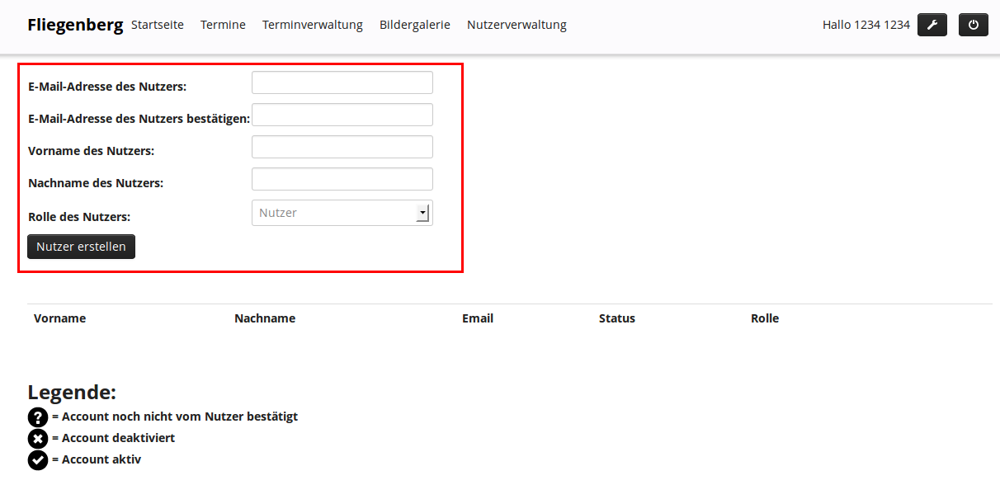 Fliegenberg Startseite Termine Terminverwaltung Bildergalerie Nutzerverwaltung Hallo 1234 1234
E-Mail-Adresse des Nutzers:
E-Mail-Adresse des Nutzers bestätigen:
Vorname des Nutzers:
Nachname des Nutzers:
Rolle des Nutzers: Nutzer
Nutzer erstellen
Vorname Nachname Email Status Rolle
Legende:
? = Account noch nicht vom Nutzer bestätigt
= Account deaktiviert
= Account aktiv